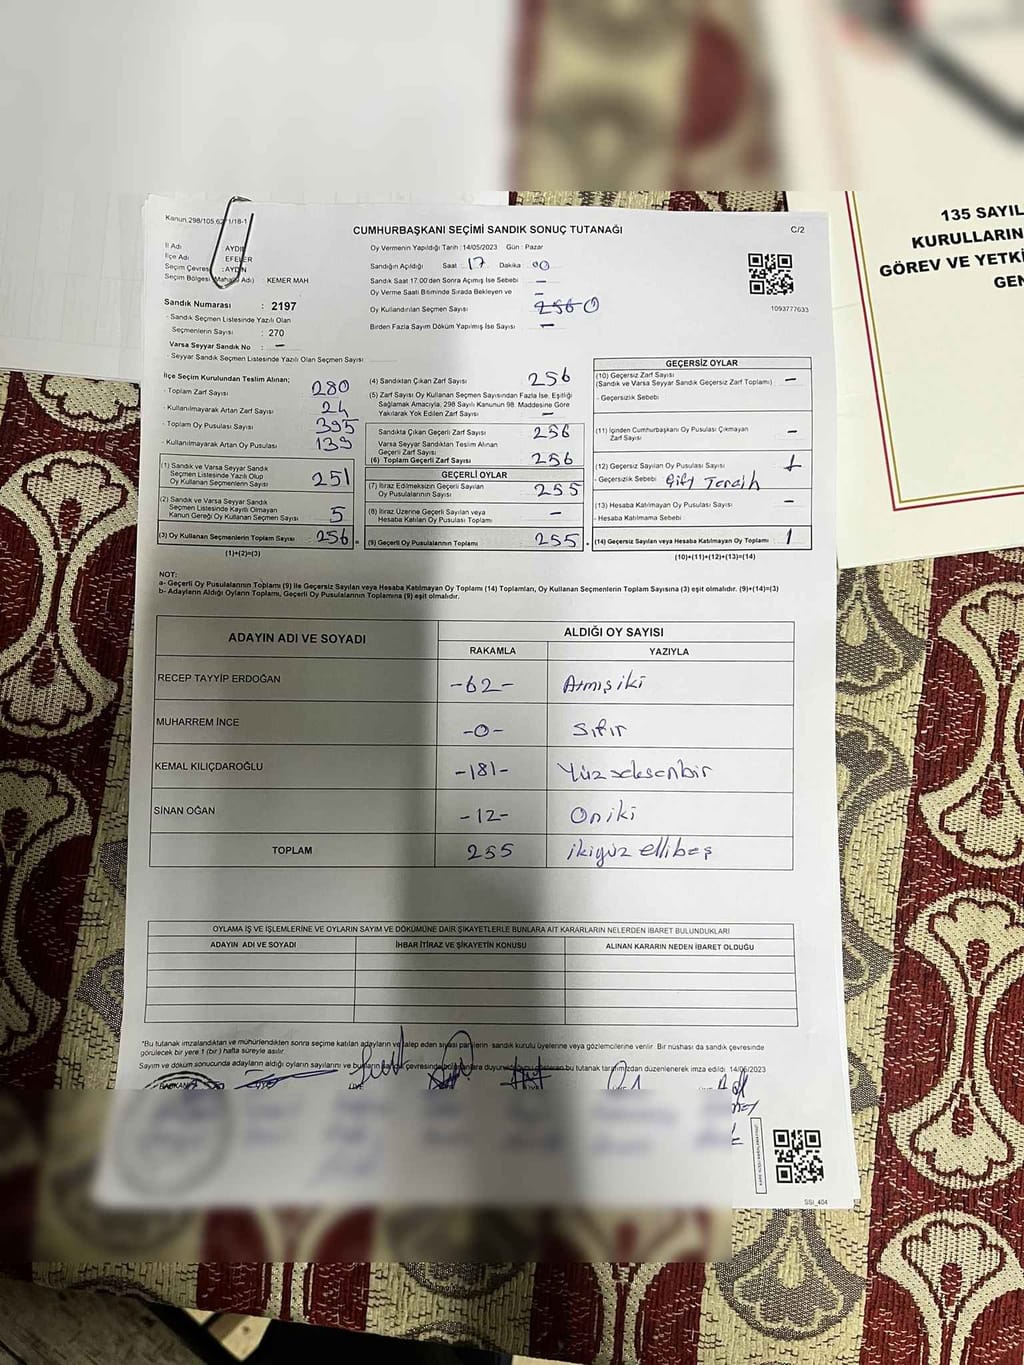 Kanun.298/105.62
1/18-1
CUMHURBAŞKANI SEÇİMİ SANDIK SONUÇ TUTANAĞI
C/2
İl Adı AYDIN
İlçe Adı EFELER
Seçim Çevresi : AYDIN
Seçim Bölgesi (Mahalle Adı) : KEMER MAH
Oy Vermenin Yapıldığı Tarih : 14/05/2023 Gün : Pazar
Sandığın Açıldığı Saat 17 Dakika 00
Sandık Saat 17.00'den Sonra Açılmış İse Sebebi -
Oy Verme Saati Bitiminde Sırada Bekleyen ve -
Oy Kullandırılan Seçmen Sayısı 256 0
Birden Fazla Sayım Döküm Yapılmış İse Sayısı -
1093777633
Sandık Numarası : 2197
- Sandık Seçmen Listesinde Yazılı Olan
Seçmenlerin Sayısı : 270
Varsa Seyyar Sandık No : -
- Seyyar Sandık Seçmen Listesinde Yazılı Olan Seçmen Sayısı
İlçe Seçim Kurulundan Teslim Alınan;
- Toplam Zarf Sayısı 280
- Kullanılmayarak Artan Zarf Sayısı 24
- Toplam Oy Pusulası Sayısı 395
- Kullanılmayarak Artan Oy Pusulası 139
(1) Sandık ve Varsa Seyyar Sandık
Seçmen Listesinde Yazılı Olup
Oy Kullanan Seçmenlerin Sayısı 251
(2) Sandık ve Varsa Seyyar Sandık
Seçmen Listesinde Kayıtlı Olmayan
Kanun Gereği Oy Kullanan Seçmen Sayısı 5
(3) Oy Kullanan Seçmenlerin Toplam Sayısı 256
(1)+(2)=(3)
(4) Sandıktan Çıkan Zarf Sayısı 256
(5) Zarf Sayısı Oy Kullanan Seçmen Sayısından Fazla İse, Eşitliği
Sağlamak Amacıyla, 298 Sayılı Kanunun 98. Maddesine Göre
Yakılarak Yok Edilen Zarf Sayısı -
Sandıkta Çıkan Geçerli Zarf Sayısı 256
Varsa Seyyar Sandıktan Teslim Alınan
Geçerli Zarf Sayısı
(6) Toplam Geçerli Zarf Sayısı 256
GEÇERLİ OYLAR
(7) İtiraz Edilmeksizin Geçerli Sayılan
Oy Pusulalarının Sayısı 255
(8) İtiraz Üzerine Geçerli Sayılan veya
Hesaba Katılan Oy Pusulası Toplamı -
(9) Geçerli Oy Pusulalarının Toplamı 255
GEÇERSİZ OYLAR
(10) Geçersiz Zarf Sayısı
(Sandık ve Varsa Seyyar Sandık Geçersiz Zarf Toplamı) -
- Geçersizlik Sebebi
(11) İçinden Cumhurbaşkanı Oy Pusulası Çıkmayan
Zarf Sayısı -
(12) Geçersiz Sayılan Oy Pusulası Sayısı 1
- Geçersizlik Sebebi Çift Tercih
(13) Hesaba Katılmayan Oy Pusulası Sayısı -
- Hesaba Katılmama Sebebi
(14) Geçersiz Sayılan veya Hesaba Katılmayan Oy Toplamı 1
(10)+(11)+(12)+(13)=(14)
NOT:
a- Geçerli Oy Pusulalarının Toplamı (9) ile Geçersiz Sayılan veya Hesaba Katılmayan Oy Toplamı (14) Toplamları, Oy Kullanan Seçmenlerin Toplam Sayısına (3) eşit olmalıdır. (9)+(14)=(3)
b- Adayların Aldığı Oyların Toplamı, Geçerli Oy Pusulalarının Toplamına (9) eşit olmalıdır.
ADAYIN ADI VE SOYADI
ALDIĞI OY SAYISI
RAKAMLA YAZIYLA
RECEP TAYYİP ERDOĞAN -62- Atmışiki
MUHARREM İNCE -0- Sıfır
KEMAL KILIÇDAROĞLU -181- Yüzseksenbir
SİNAN OĞAN -12- Oniki
TOPLAM 255 ikiyüz ellibeş
OYLAMA İŞ VE İŞLEMLERİNE VE OYLARIN SAYIM VE DÖKÜMÜNE DAİR ŞİKAYETLERLE BUNLARA AİT KARARLARIN NELERDEN İBARET BULUNDUKLARI
ADAYIN ADI VE SOYADI İHBAR İTİRAZ VE ŞİKAYETİN KONUSU ALINAN KARARIN NEDEN İBARET OLDUĞU
*Bu tutanak imzalandıktan ve mühürlendikten sonra seçime katılan adayların ve talep eden siyasi partilerin sandık kurulu üyelerine veya gözlemcilerine verilir. Bir nüshası da sandık çevresinde
görülecek bir yere 1 (bir) hafta süreyle asılır.
Sayım ve döküm sonucunda adayların aldığı oyların sayılarını ve bu tutanak tarafımızdan düzenlenerek imza edildi. 14/05/2023
BAŞKAN ÜYE ÜYE
SSİ_404
135 SAYIL
KURULLARIN
GÖREV VE YETKİ
GEN